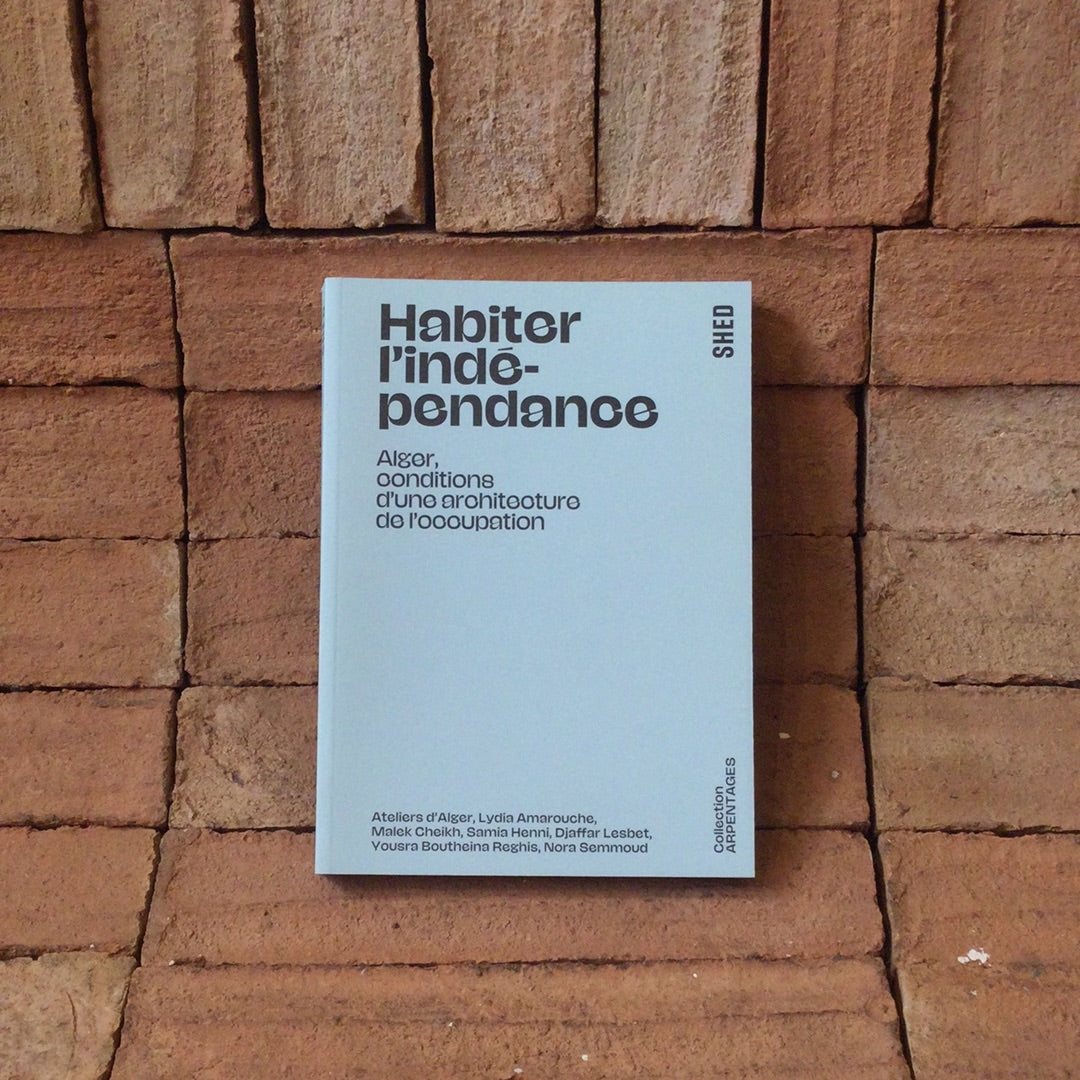 Habiter
l'indé-
pendance
SHED
Alger,
conditions
d'une architecture
de l'occupation
Ateliers d'Alger, Lydia Amarouche,
Malek Cheikh, Samia Henni, Djaffar Lesbet,
Yousra Boutheina Reghis, Nora Semmoud
Collection
ARPENTAGES